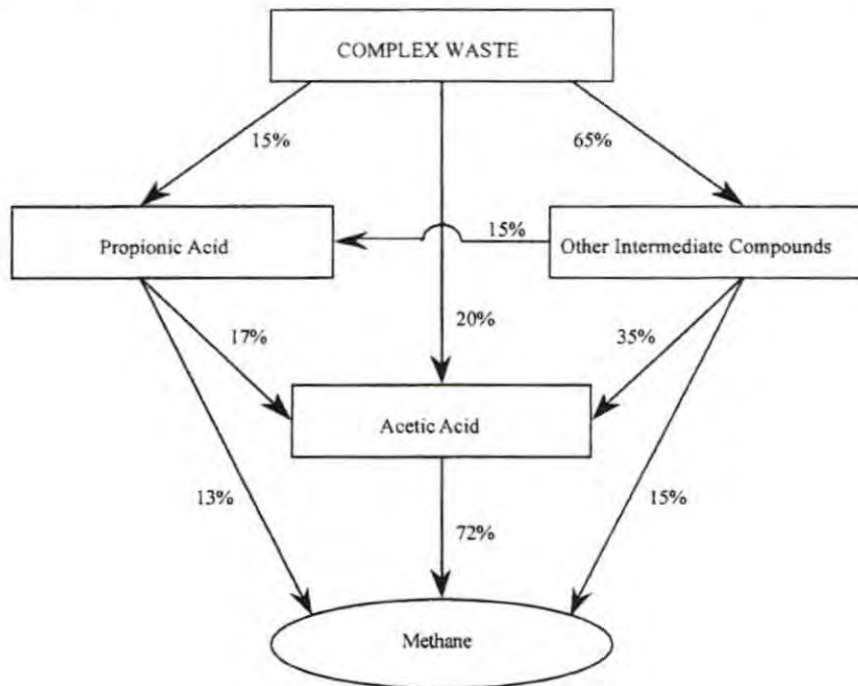 COMPLEX WASTE
15%
65%
Propionic Acid
15%
Other Intermediate Compounds
17%
20%
35%
Acetic Acid
13%
72%
15%
Methane